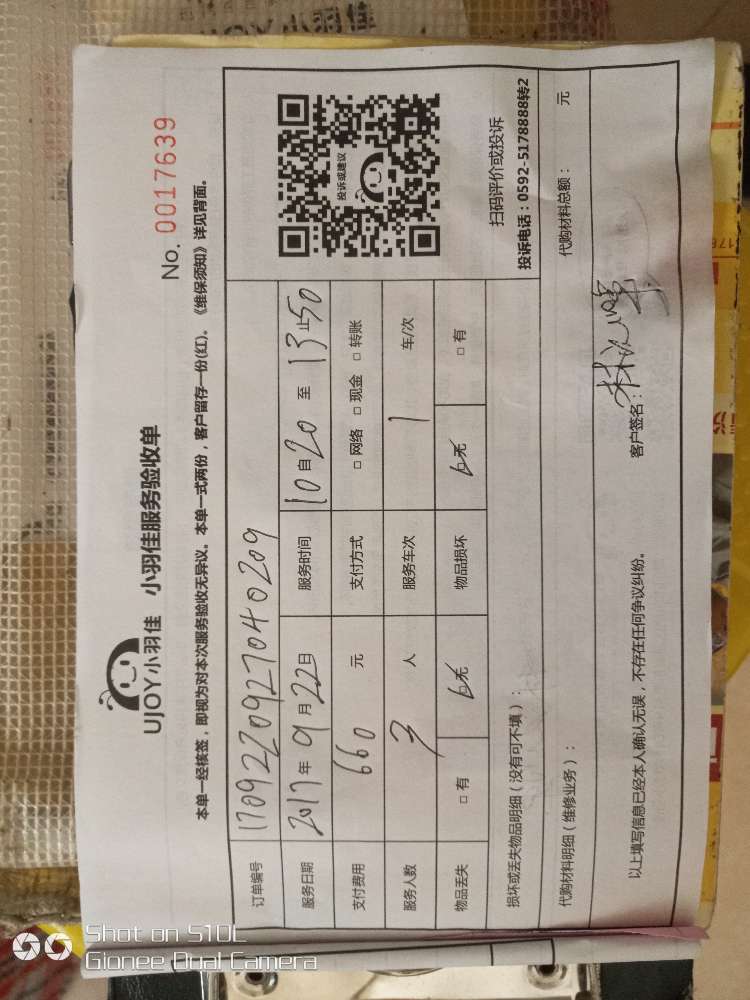 UJOY小羽佳 小羽佳服务验收单
No. 0017639
本单一经核签，即视为对本次服务验收无异议。本单一式两份，客户留存一份(红)。《维保须知》详见背面。
订单编号 170922092704 0209
服务日期 2017年9月22日 服务时间 10自20至13止50
支付费用 660元 支付方式 □ 网络 □ 现金 □ 转账
服务人数 3人 服务车次 1 车/次
物品丢失 □ 有 无 物品损坏 无 □ 有
投诉或建议
扫码评价或投诉
投诉电话：0592-5178888转2
损坏或丢失物品明细（没有可不填）：
代购材料明细（维修业务）： 代购材料总额： 元
以上填写信息已经本人确认无误，不存在任何争议纠纷。 客户签名：
Shot on S10L
Gionee Dual Camera